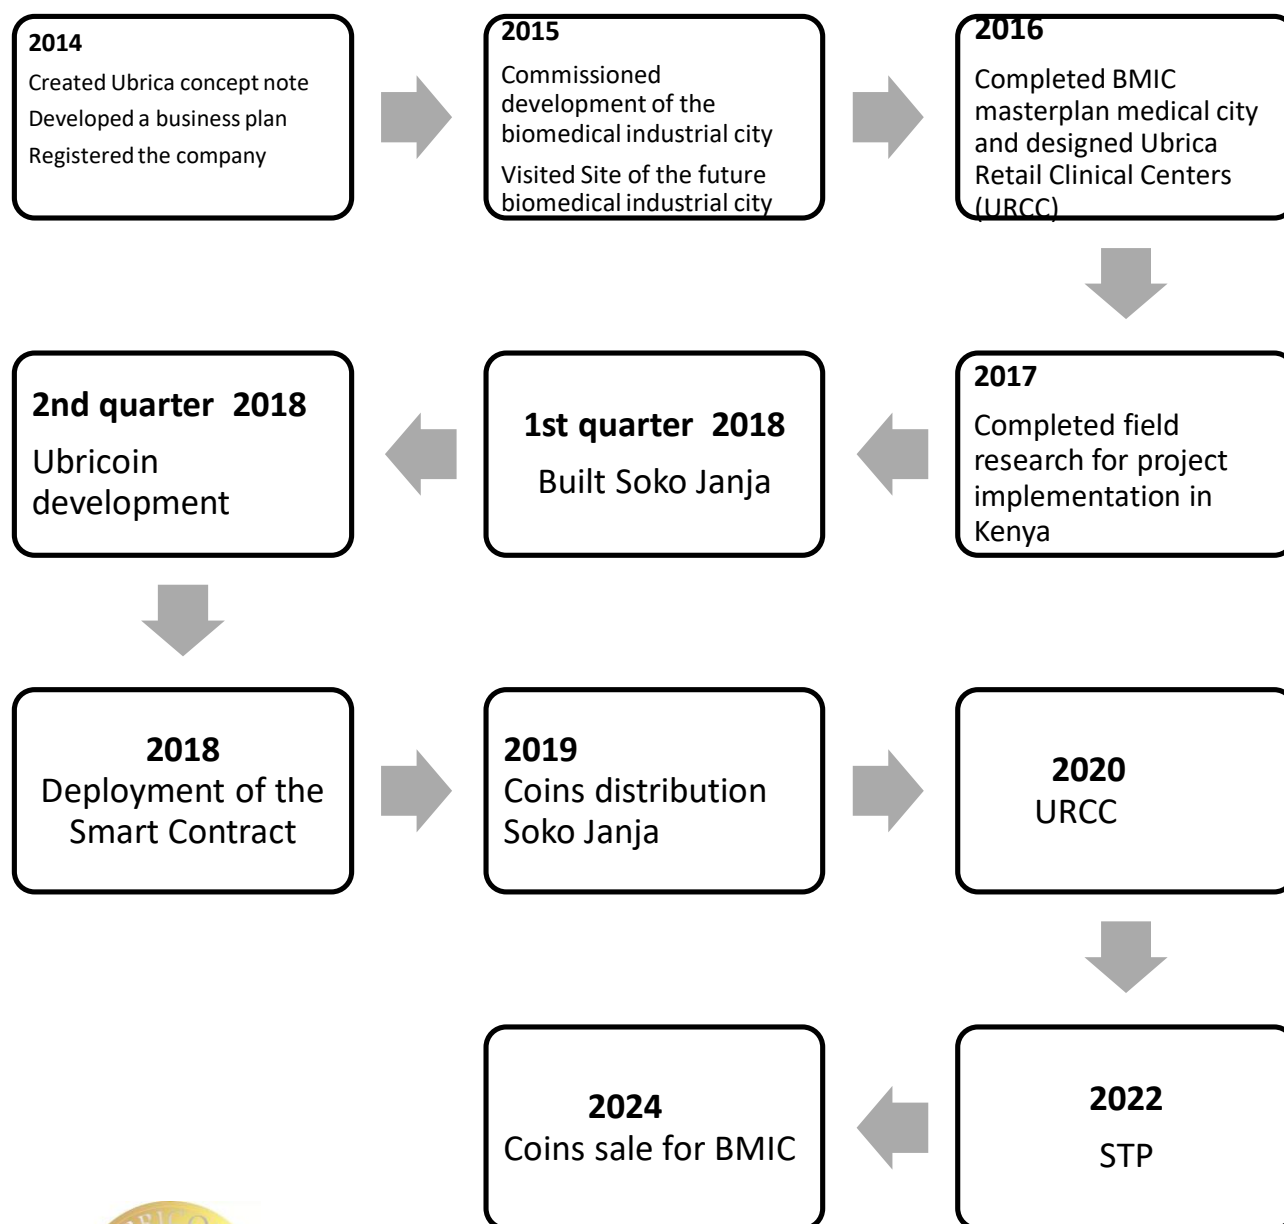 2014
Created Ubrica concept note
Developed a business plan
Registered the company
2015
Commissioned
development of the
biomedical industrial city
Visited Site of the future
biomedical industrial city
2016
Completed BMIC
masterplan medical city
and designed Ubrica
Retail Clinical Centers
(URCC)
2017
Completed field
research for project
implementation in
Kenya
1st quarter 2018
Built Soko Janja
2nd quarter 2018
Ubricoin
development
2018
Deployment of the
Smart Contract
2019
Coins distribution
Soko Janja
2020
URCC
2022
STP
2024
Coins sale for BMIC